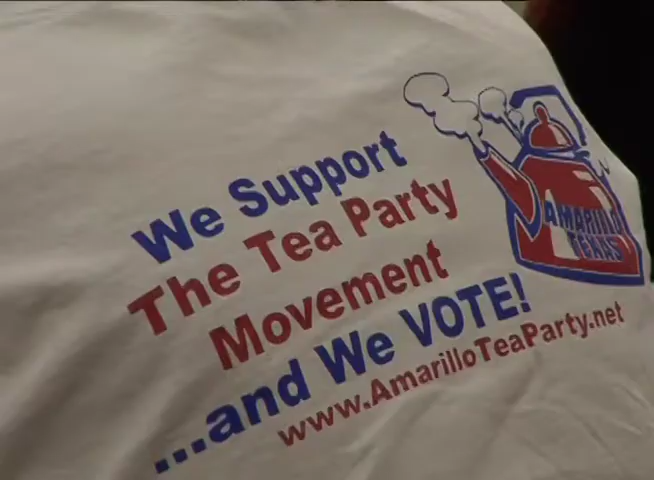 We Support
The Tea Party
Movement
...and We VOTE!
www.AmarilloTeaParty.net
AMARILLO
TEXAS